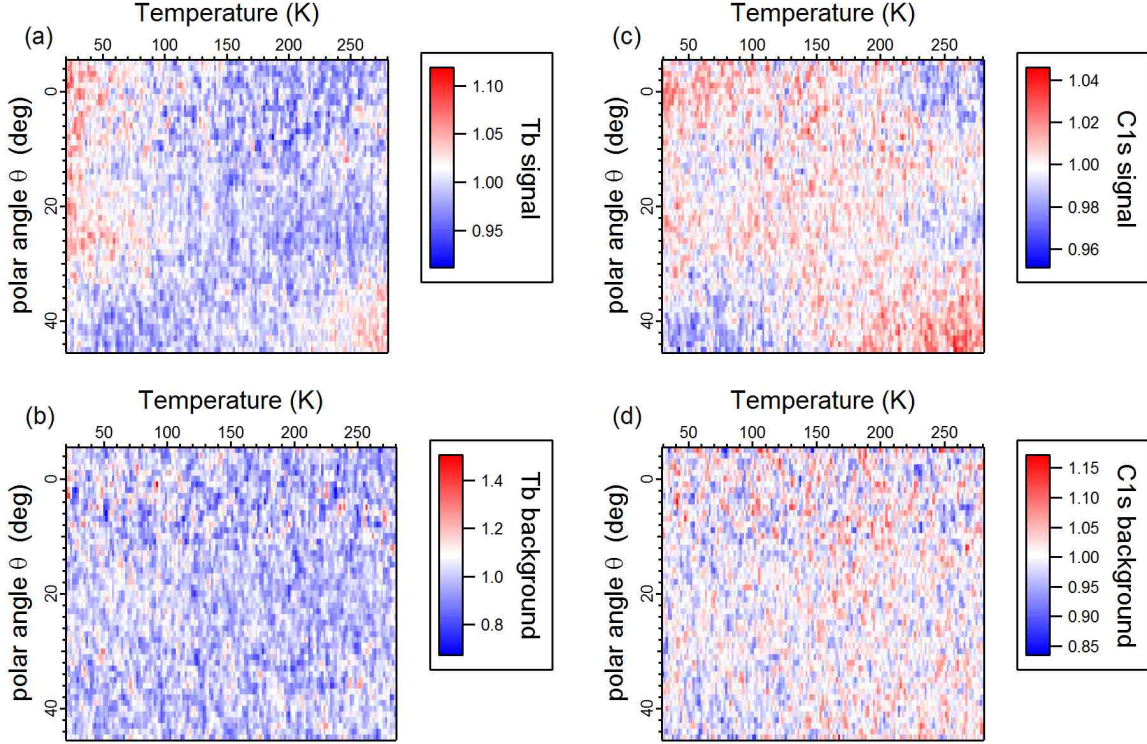 Temperature (K)
(a)
50 100 150 200 250
polar angle θ (deg)
0
20
40
1.10
1.05
1.00
0.95
Tb signal
Temperature (K)
(c)
50 100 150 200 250
polar angle θ (deg)
0
20
40
1.04
1.02
1.00
0.98
0.96
C1s signal
Temperature (K)
(b)
50 100 150 200 250
polar angle θ (deg)
0
20
40
1.4
1.2
1.0
0.8
Tb background
Temperature (K)
(d)
50 100 150 200 250
polar angle θ (deg)
0
20
40
1.15
1.10
1.05
1.00
0.95
0.90
0.85
C1s background